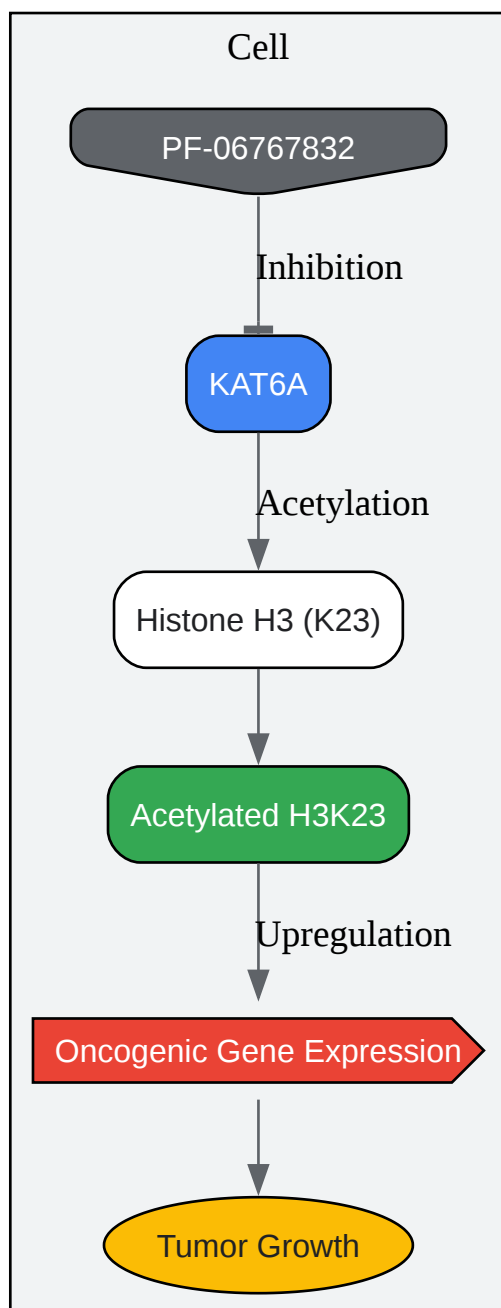 Cell
PF-06767832
Inhibition
KAT6A
Acetylation
Histone H3 (K23)
Acetylated H3K23
Upregulation
Oncogenic Gene Expression
Tumor Growth